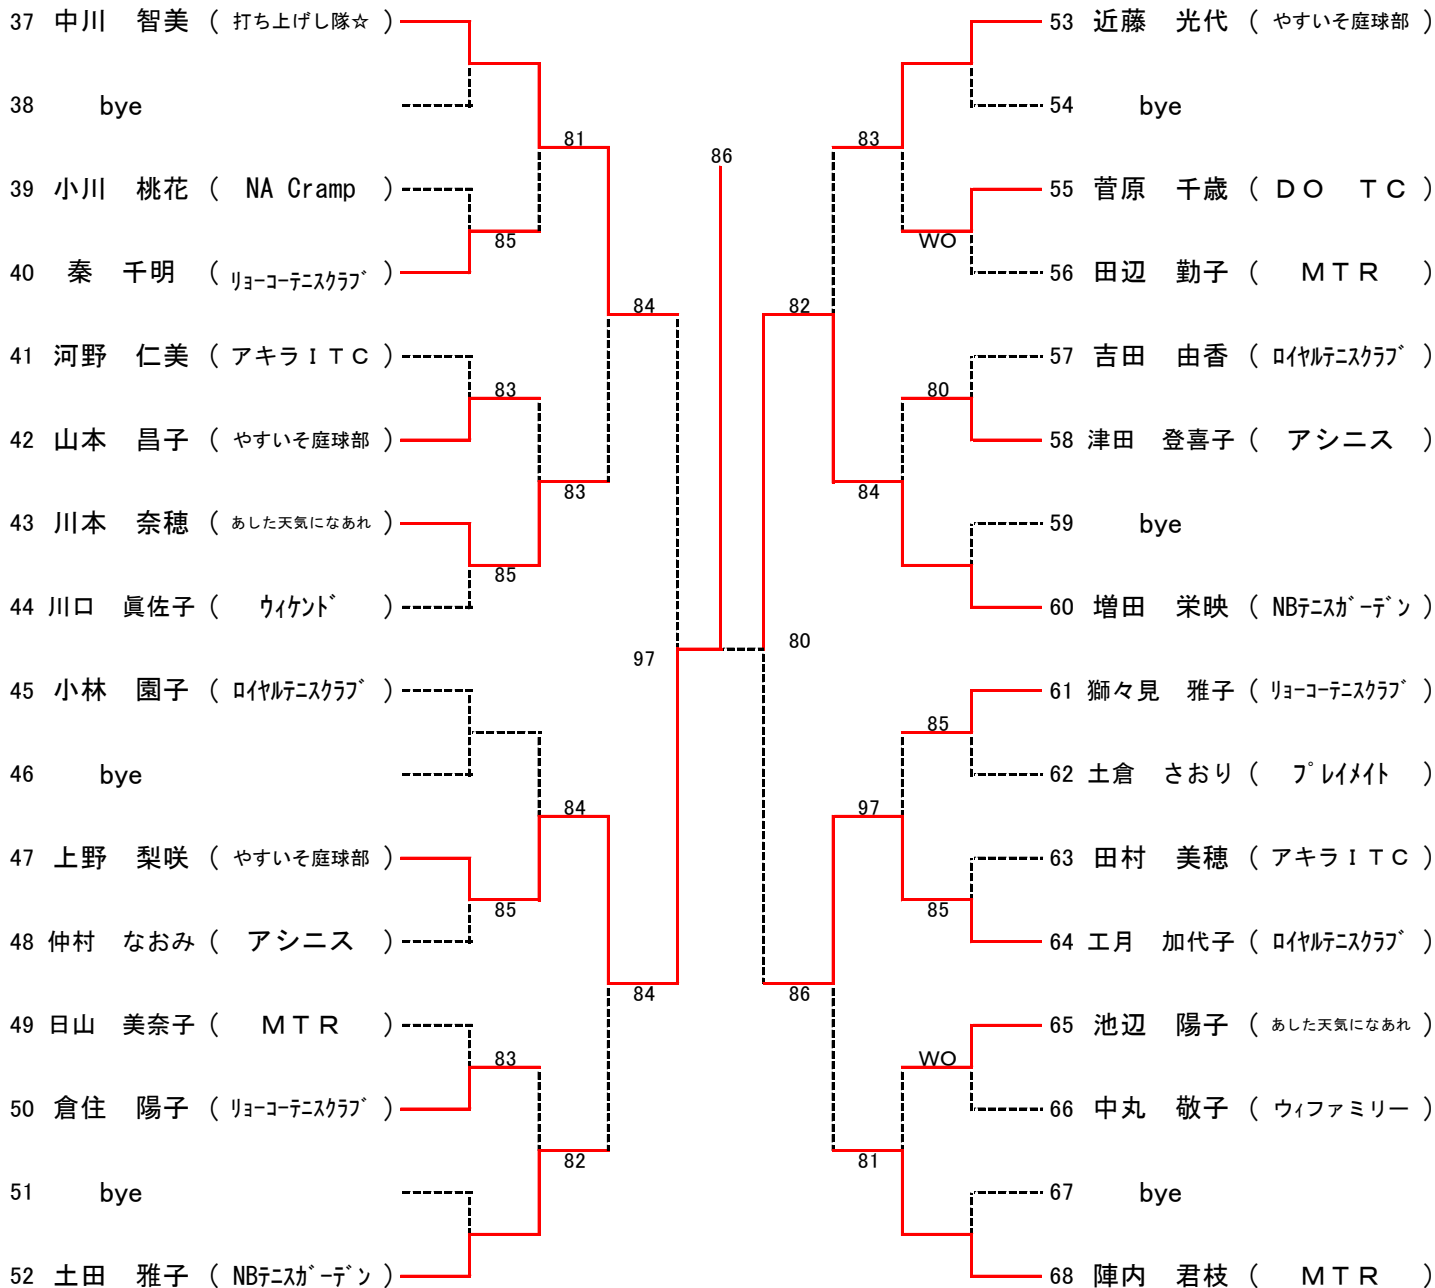 37 中川　智美 ( 打ち上げし隊☆ )
38 bye
81
39 小川　桃花 ( NA Cramp )
85
40 秦　千明 ( ﾘｮｰｺｰﾃﾆｽｸﾗﾌﾞ )
84
41 河野　仁美 ( アキラＩＴＣ )
83
42 山本　昌子 ( やすいそ庭球部 )
83
43 川本　奈穂 ( あした天気になあれ )
85
44 川口　眞佐子 ( ｳｨｹﾝﾄﾞ )
97
45 小林　園子 ( ﾛｲﾔﾙﾃﾆｽｸﾗﾌﾞ )
46 bye
84
47 上野　梨咲 ( やすいそ庭球部 )
85
48 仲村　なおみ ( アシニス )
84
49 日山　美奈子 ( ＭＴＲ )
83
50 倉住　陽子 ( ﾘｮｰｺｰﾃﾆｽｸﾗﾌﾞ )
82
51 bye
52 土田　雅子 ( NBﾃﾆｽｶﾞｰﾃﾞﾝ )
86
53 近藤　光代 ( やすいそ庭球部 )
54 bye
83
55 菅原　千歳 ( ＤＯ　ＴＣ )
WO
56 田辺　勤子 ( ＭＴＲ )
82
57 吉田　由香 ( ﾛｲﾔﾙﾃﾆｽｸﾗﾌﾞ )
80
58 津田　登喜子 ( アシニス )
84
59 bye
60 増田　栄映 ( NBﾃﾆｽｶﾞｰﾃﾞﾝ )
80
61 獅々見　雅子 ( ﾘｮｰｺｰﾃﾆｽｸﾗﾌﾞ )
85
62 土倉　さおり ( ﾌﾟﾚｲﾒｲﾄ )
97
63 田村　美穂 ( アキラＩＴＣ )
85
64 工月　加代子 ( ﾛｲﾔﾙﾃﾆｽｸﾗﾌﾞ )
86
65 池辺　陽子 ( あした天気になあれ )
WO
66 中丸　敬子 ( ウィファミリー )
81
67 bye
68 陣内　君枝 ( ＭＴＲ )